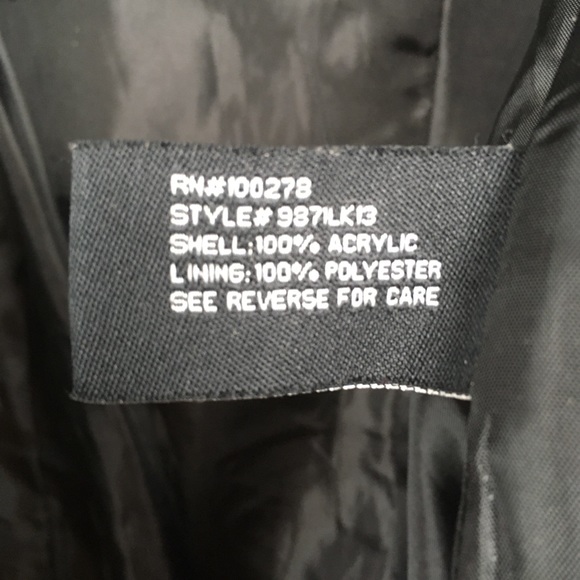 RN#100278
STYLE# 9871LK13
SHELL:100% ACRYLIC
LINING:100% POLYESTER
SEE REVERSE FOR CARE